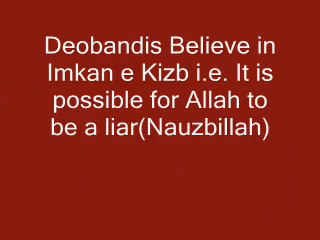 Deobandis Believe in
Imkan e Kizb i.e. It is
possible for Allah to
be a liar(Nauzbillah)